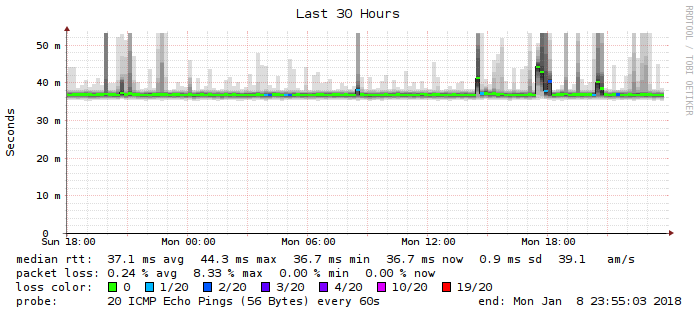 Last 30 Hours
RRDTOOL / TOBI OETIKER
Seconds
50 m
40 m
30 m
20 m
10 m
0
Sun 18:00 Mon 00:00 Mon 06:00 Mon 12:00 Mon 18:00
median rtt: 37.1 ms avg 44.3 ms max 36.7 ms min 36.7 ms now 0.9 ms sd 39.1 am/s
packet loss: 0.24 % avg 8.33 % max 0.00 % min 0.00 % now
loss color: 0 1/20 2/20 3/20 4/20 10/20 19/20
probe: 20 ICMP Echo Pings (56 Bytes) every 60s end: Mon Jan 8 23:55:03 2018